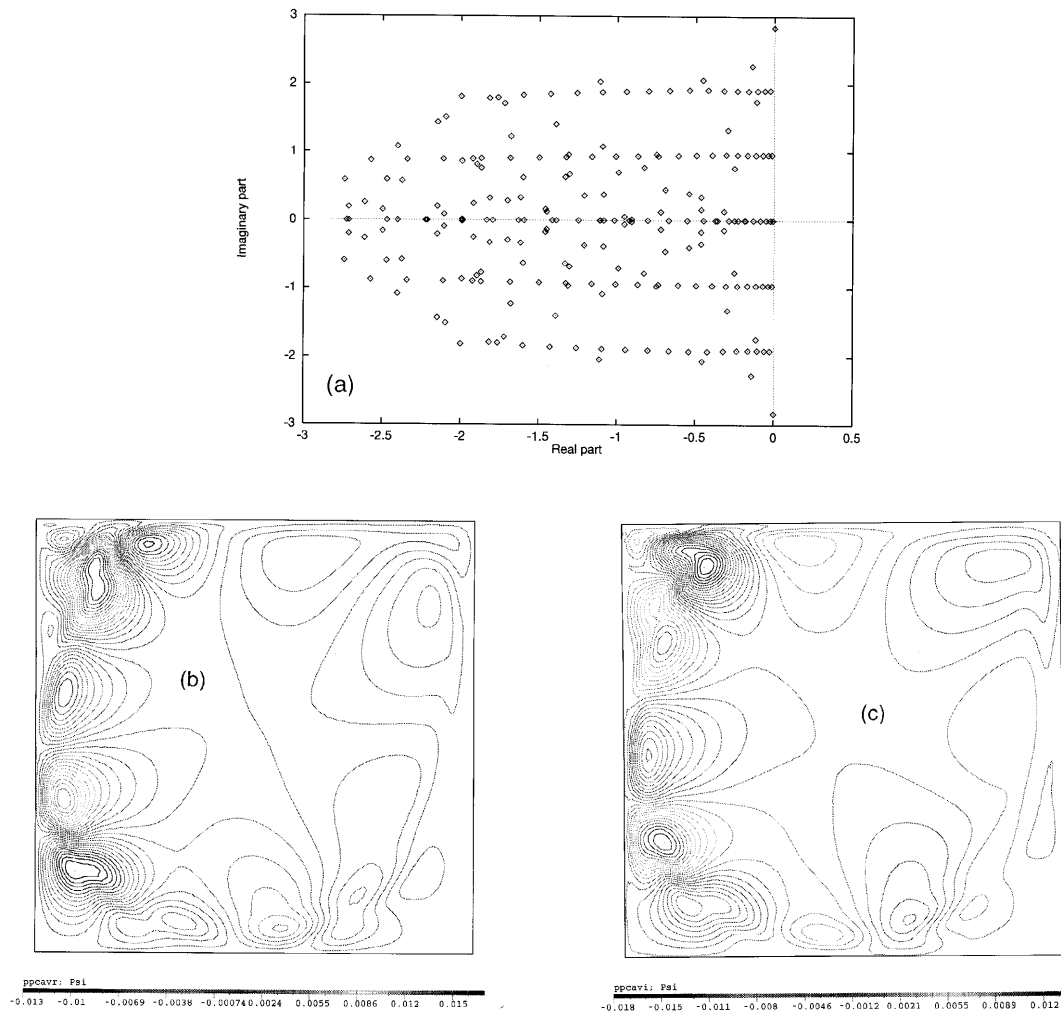 3
2
1
0
-1
-2
-3
Imaginary part
(a)
-3 -2.5 -2 -1.5 -1 -0.5 0 0.5
Real part
(b)
(c)
ppcavr: Psi
-0.013 -0.01 -0.0069 -0.0038 -0.00074 0.0024 0.0055 0.0086 0.012 0.015
ppcavi: Psi
-0.018 -0.015 -0.011 -0.008 -0.0046 -0.0012 0.0021 0.0055 0.0089 0.012